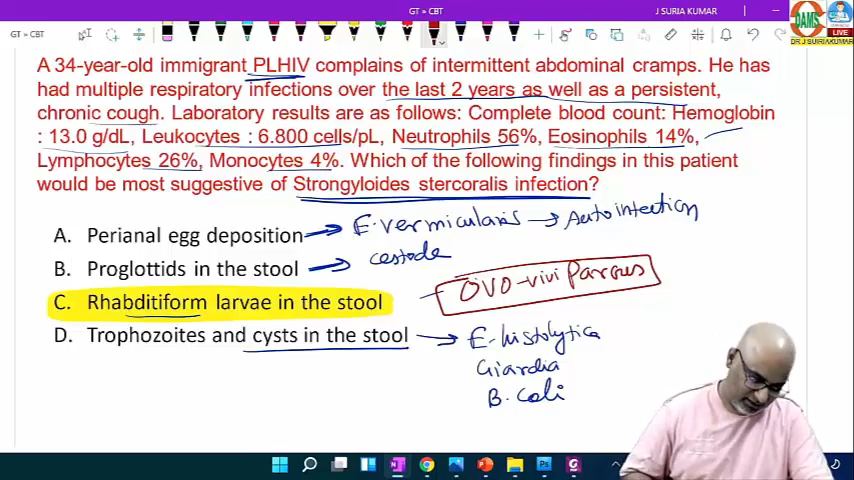 GT > CBT
GT > CBT
J SURIA KUMAR
GT > CBT
DAMS
LIVE
DR J SURIAKUMAR
A 34-year-old immigrant PLHIV complains of intermittent abdominal cramps. He has
had multiple respiratory infections over the last 2 years as well as a persistent,
chronic cough. Laboratory results are as follows: Complete blood count: Hemoglobin
: 13.0 g/dL, Leukocytes : 6.800 cells/pL, Neutrophils 56%, Eosinophils 14%,
Lymphocytes 26%, Monocytes 4%. Which of the following findings in this patient
would be most suggestive of Strongyloides stercoralis infection?
A. Perianal egg deposition → E.vermicularis → Autoinfection
B. Proglottids in the stool → cestode
C. Rhabditiform larvae in the stool - OVO-viviparous
D. Trophozoites and cysts in the stool → E-histolytica
Giardia
B. Coli